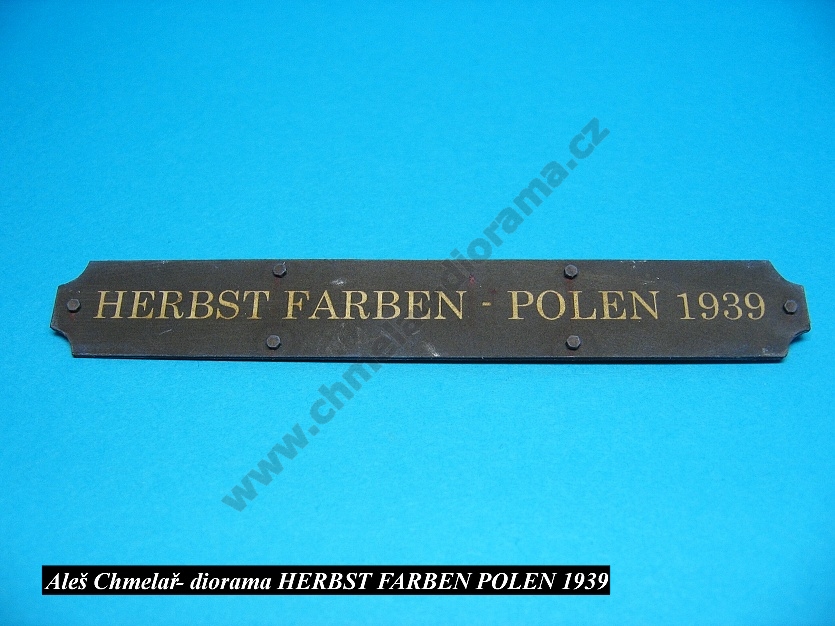 HERBST FARBEN - POLEN 1939
www.chmelar-diorama.cz
Aleš Chmelař- diorama HERBST FARBEN POLEN 1939